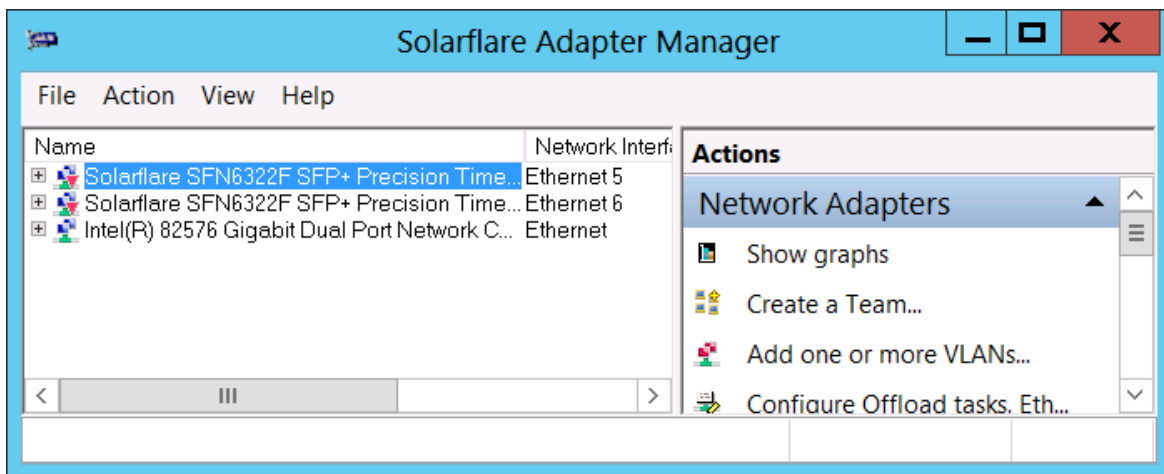 Solarflare Adapter Manager
File Action View Help
Name Network Interf
Solarflare SFN6322F SFP+ Precision Time... Ethernet 5
Solarflare SFN6322F SFP+ Precision Time... Ethernet 6
Intel(R) 82576 Gigabit Dual Port Network C... Ethernet
Actions
Network Adapters
Show graphs
Create a Team...
Add one or more VLANs...
Configure Offload tasks, Eth...